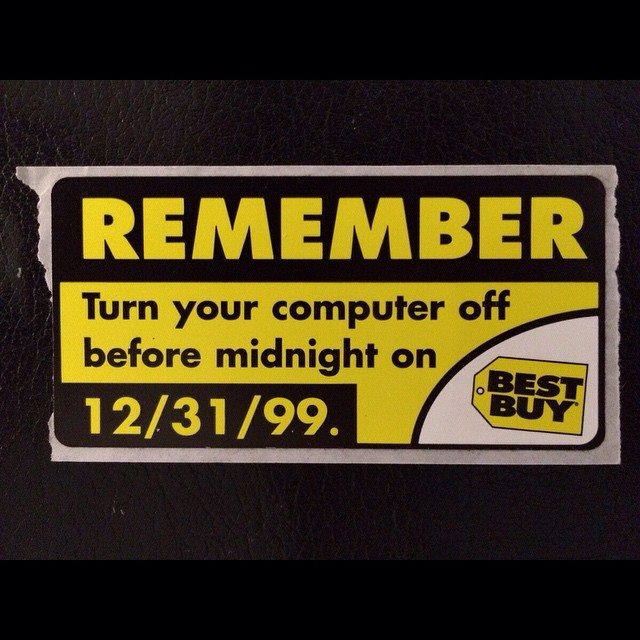 REMEMBER
Turn your computer off
before midnight on
12/31/99.
BEST
BUY